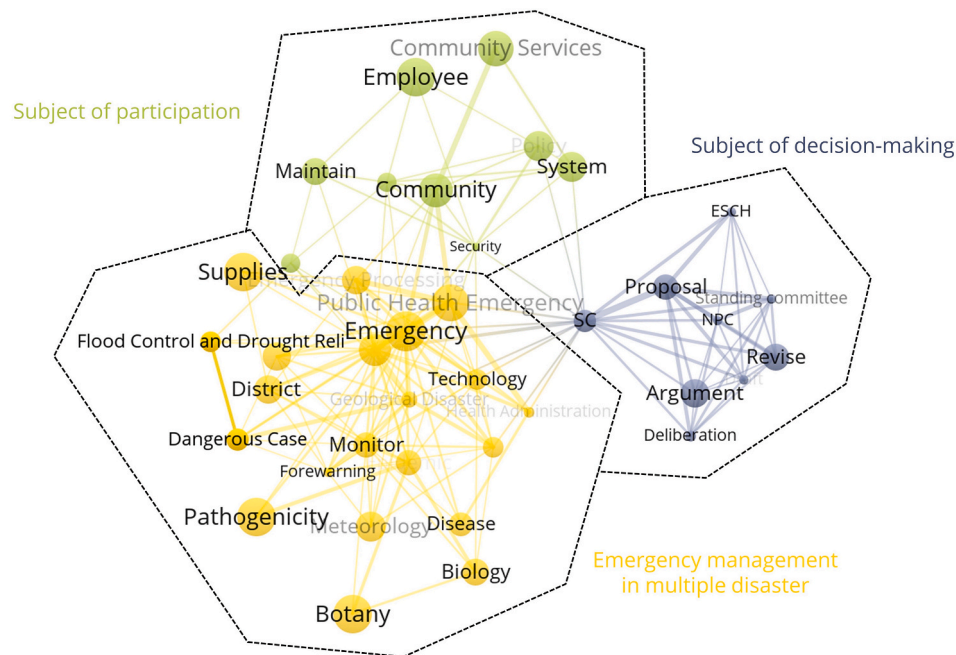 Community Services
Employee
Subject of participation
Policy
Subject of decision-making
Maintain
System
Community
ESCH
Security
Supplies
Emergency Processing
Proposal
Standing committee
Public Health Emergency
SC
NPC
Emergency
Flood Control and Drought Reli
Revise
Technology
District
Geological Disaster
Argument
Health Administration
Dangerous Case
Monitor
Deliberation
Forewarning
Pathogenicity
Meteorology
Disease
Emergency management
in multiple disaster
Biology
Botany